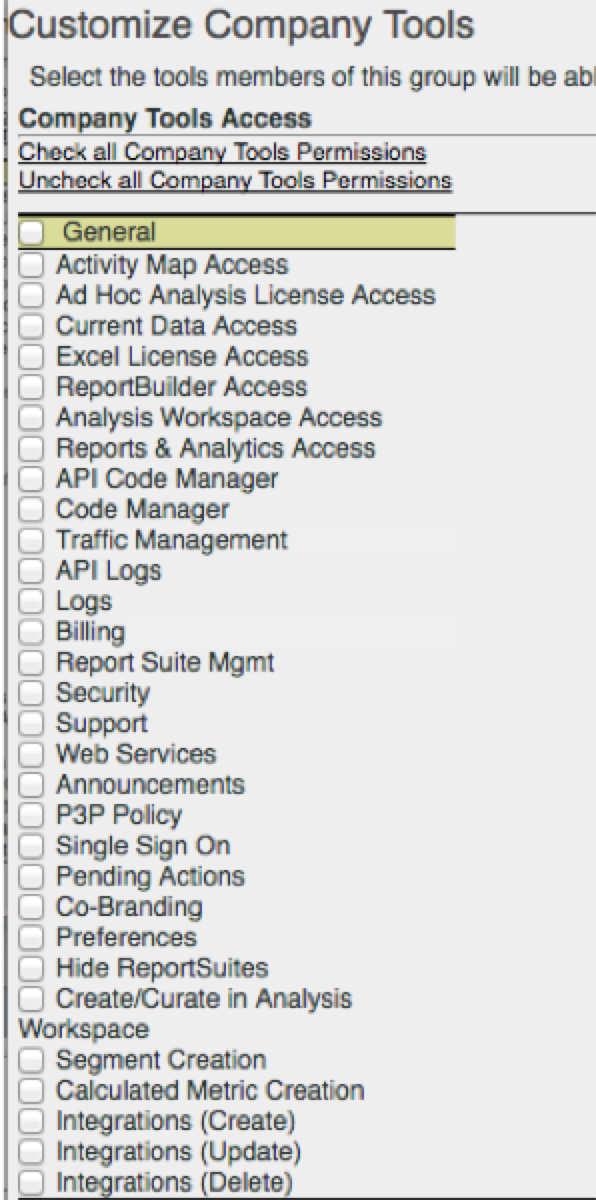 Customize Company Tools
Select the tools members of this group will be
Company Tools Access
Check all Company Tools Permissions
Uncheck all Company Tools Permissions
General
Activity Map Access
Ad Hoc Analysis License Access
Current Data Access
Excel License Access
ReportBuilder Access
Analysis Workspace Access
Reports & Analytics Access
API Code Manager
Code Manager
Traffic Management
API Logs
Logs
Billing
Report Suite Mgmt
Security
Support
Web Services
Announcements
P3P Policy
Single Sign On
Pending Actions
Co-Branding
Preferences
Hide ReportSuites
Create/Curate in Analysis
Workspace
Segment Creation
Calculated Metric Creation
Integrations (Create)
Integrations (Update)
Integrations (Delete)